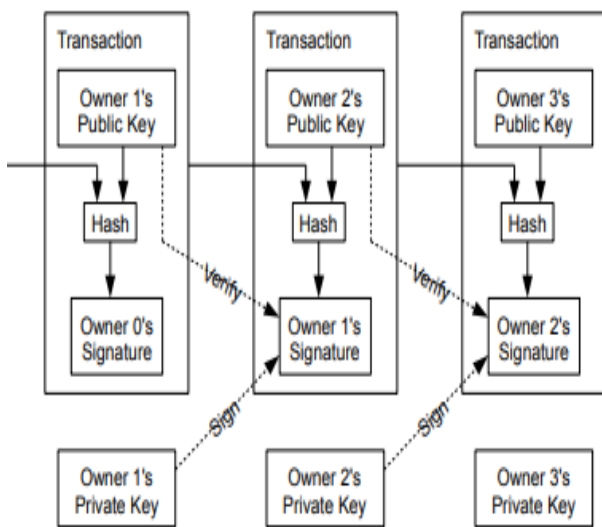 Transaction
Owner 1's
Public Key
Hash
Owner 0's
Signature
Transaction
Owner 2's
Public Key
Hash
Verify
Owner 1's
Signature
Transaction
Owner 3's
Public Key
Hash
Verify
Owner 2's
Signature
Sign
Sign
Owner 1's
Private Key
Owner 2's
Private Key
Owner 3's
Private Key